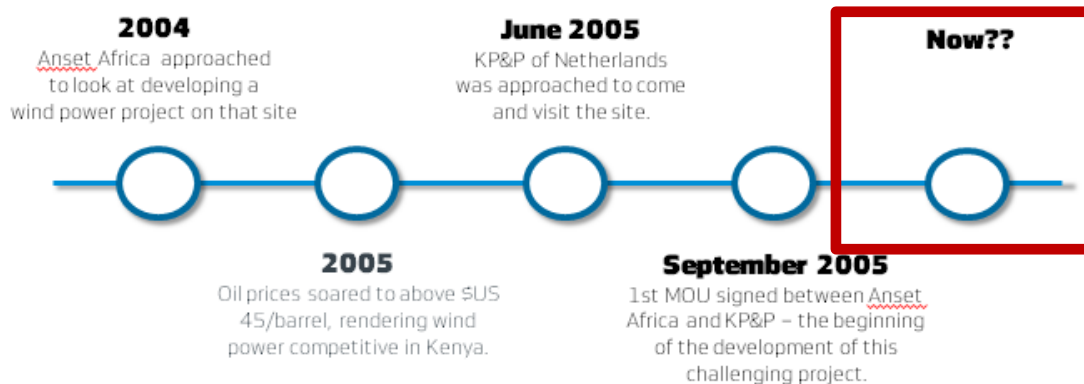 2004
Anset Africa approached
to look at developing a
wind power project on that site
June 2005
KP&P of Netherlands
was approached to come
and visit the site.
Now??
2005
Oil prices soared to above $US
45/barrel, rendering wind
power competitive in Kenya.
September 2005
1st MOU signed between Anset
Africa and KP&P – the beginning
of the development of this
challenging project.